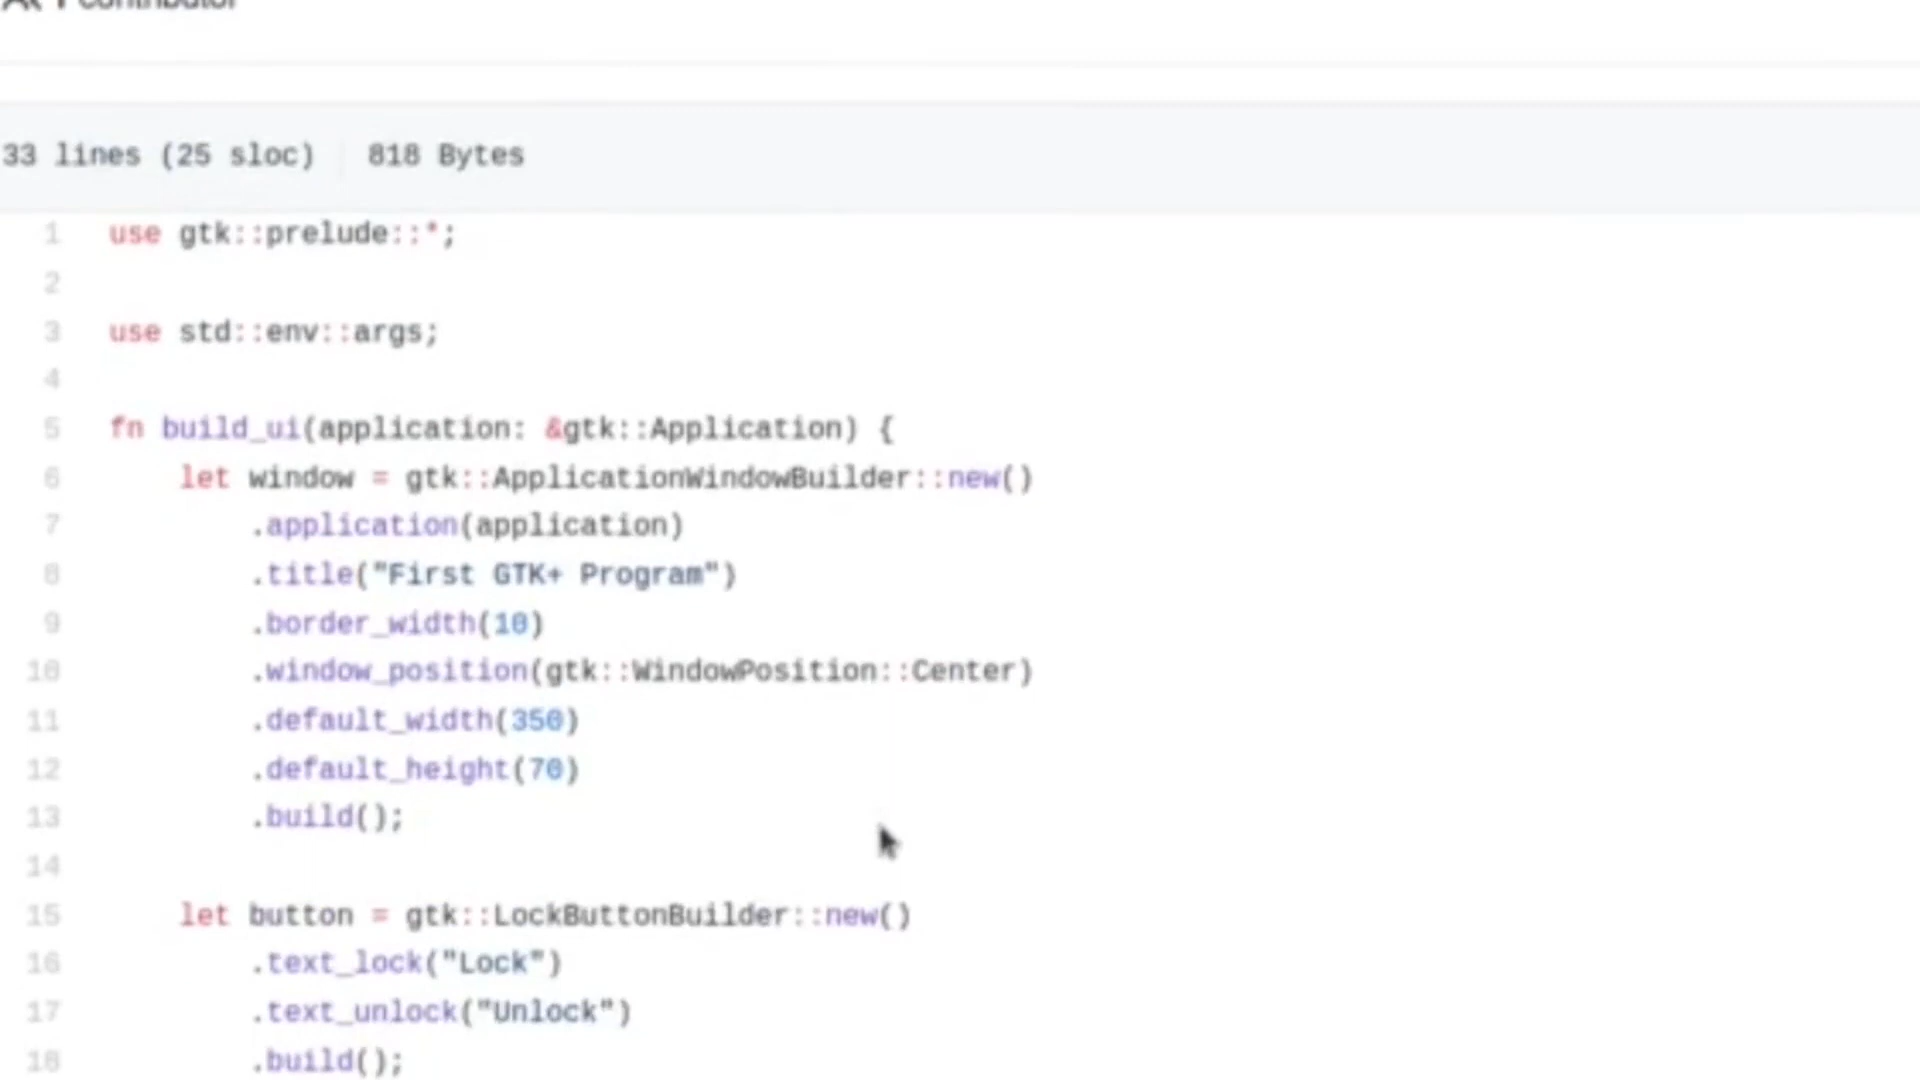 1 contributor
33 lines (25 sloc) 818 Bytes
1 use gtk::prelude::*;
2
3 use std::env::args;
4
5 fn build_ui(application: &gtk::Application) {
6 let window = gtk::ApplicationWindowBuilder::new()
7 .application(application)
8 .title("First GTK+ Program")
9 .border_width(10)
10 .window_position(gtk::WindowPosition::Center)
11 .default_width(350)
12 .default_height(70)
13 .build();
14
15 let button = gtk::LockButtonBuilder::new()
16 .text_lock("Lock")
17 .text_unlock("Unlock")
18 .build();